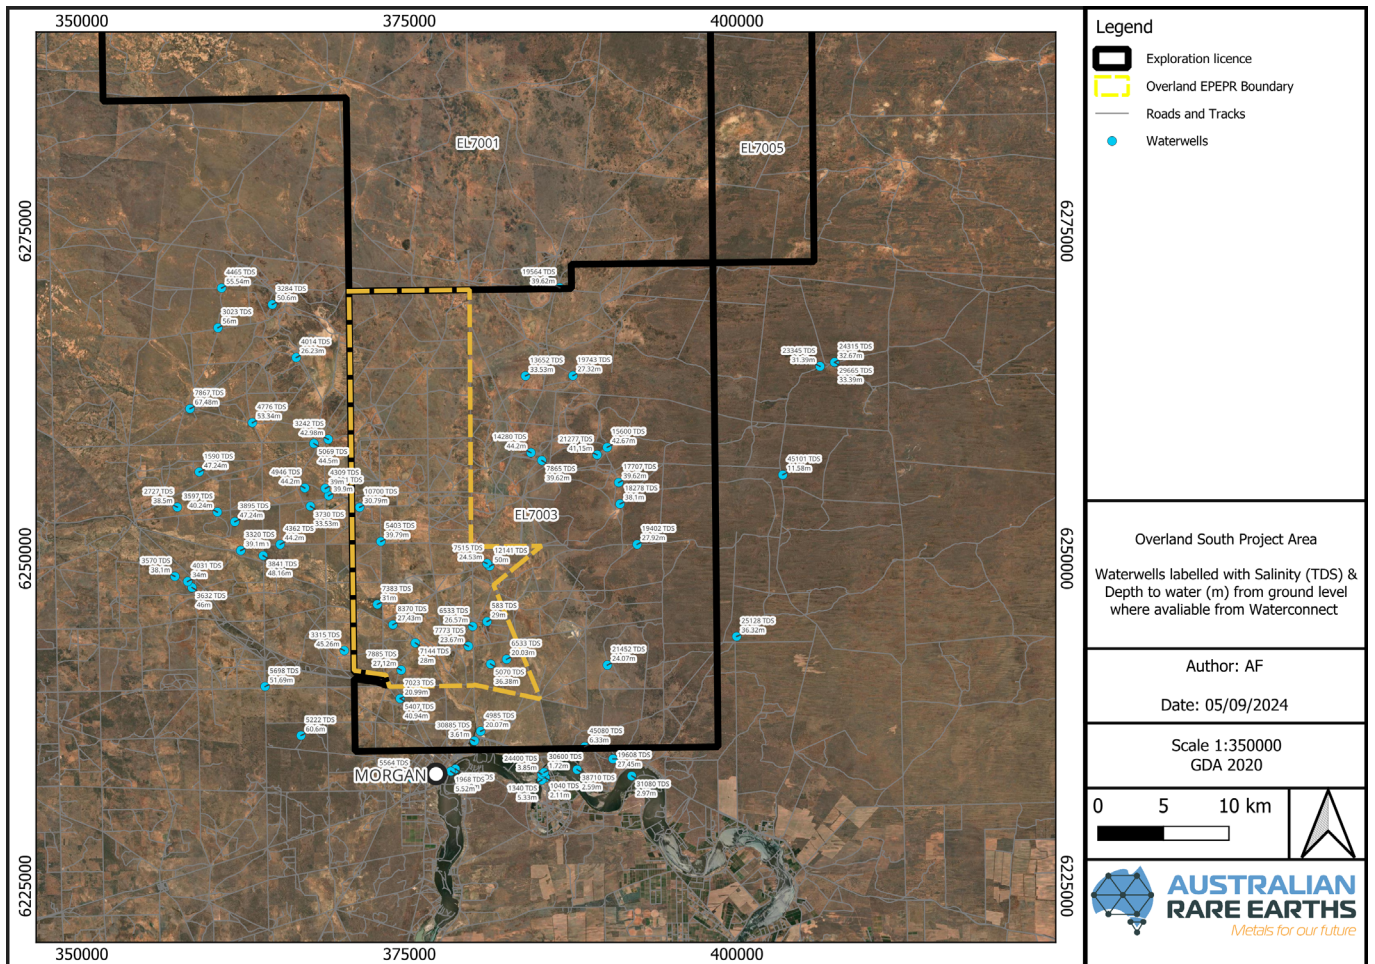 350000
375000
400000
6275000
6250000
6225000
6275000
6250000
6225000
350000
375000
400000
EL7001
EL7005
EL7003
MORGAN
4465 TDS
55.54m
3284 TDS
50.6m
3023 TDS
56m
4014 TDS
26.23m
19564 TDS
39.62m
13652 TDS
33.53m
19743 TDS
27.32m
23345 TDS
31.39m
24315 TDS
32.67m
29665 TDS
33.39m
7867 TDS
67.48m
4776 TDS
53.34m
3242 TDS
42.98m
5069 TDS
44.5m
14280 TDS
44.2m
21277 TDS
41.15m
15600 TDS
42.67m
7865 TDS
39.62m
1590 TDS
47.24m
4946 TDS
44.2m
4309 TDS
39m
39.9m
10700 TDS
30.79m
17707 TDS
39.62m
18278 TDS
38.1m
45101 TDS
11.58m
2727 TDS
38.5m
3597 TDS
40.24m
3895 TDS
47.24m
3730 TDS
33.53m
4362 TDS
44.2m
3320 TDS
39.1m
3841 TDS
48.16m
5403 TDS
39.79m
19402 TDS
27.92m
7515 TDS
24.53m
12141 TDS
50m
3570 TDS
38.1m
4031 TDS
34m
3632 TDS
46m
7383 TDS
31m
8370 TDS
27.43m
6533 TDS
26.57m
583 TDS
29m
7773 TDS
23.67m
3315 TDS
45.26m
7144 TDS
28m
7885 TDS
27.12m
6533 TDS
20.03m
5070 TDS
36.38m
21452 TDS
24.07m
25128 TDS
36.32m
5698 TDS
51.69m
7023 TDS
20.99m
5407 TDS
40.94m
5222 TDS
60.6m
30885 TDS
3.61m
4985 TDS
20.07m
45080 TDS
6.33m
5564 TDS
1968 TDS
5.52m
24400 TDS
3.85m
30600 TDS
1.72m
19608 TDS
27.45m
1340 TDS
5.33m
1040 TDS
2.11m
38710 TDS
2.59m
31080 TDS
2.97m
Legend
Exploration licence
Overland EPEPR Boundary
Roads and Tracks
Waterwells
Overland South Project Area
Waterwells labelled with Salinity (TDS) &
Depth to water (m) from ground level
where avaliable from Waterconnect
Author: AF
Date: 05/09/2024
Scale 1:350000
GDA 2020
0 5 10 km
AUSTRALIAN
RARE EARTHS
Metals for our future